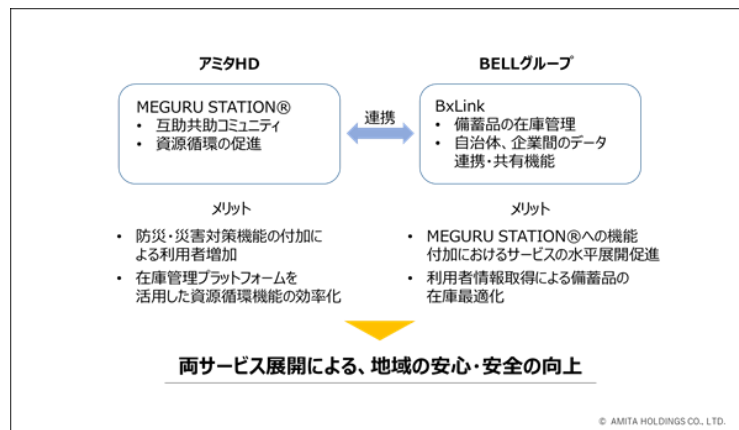 アミタHD
BELLグループ
MEGURU STATION®
• 互助共助コミュニティ
• 資源循環の促進
連携
BxLink
• 備蓄品の在庫管理
• 自治体、企業間のデータ
連携・共有機能
メリット
• 防災・災害対策機能の付加に
よる利用者増加
• 在庫管理プラットフォームを
活用した資源循環機能の効率化
メリット
• MEGURU STATION®への機能
付加におけるサービスの水平展開促進
• 利用者情報取得による備蓄品の
在庫最適化
両サービス展開による、地域の安心・安全の向上
© AMITA HOLDINGS CO., LTD.